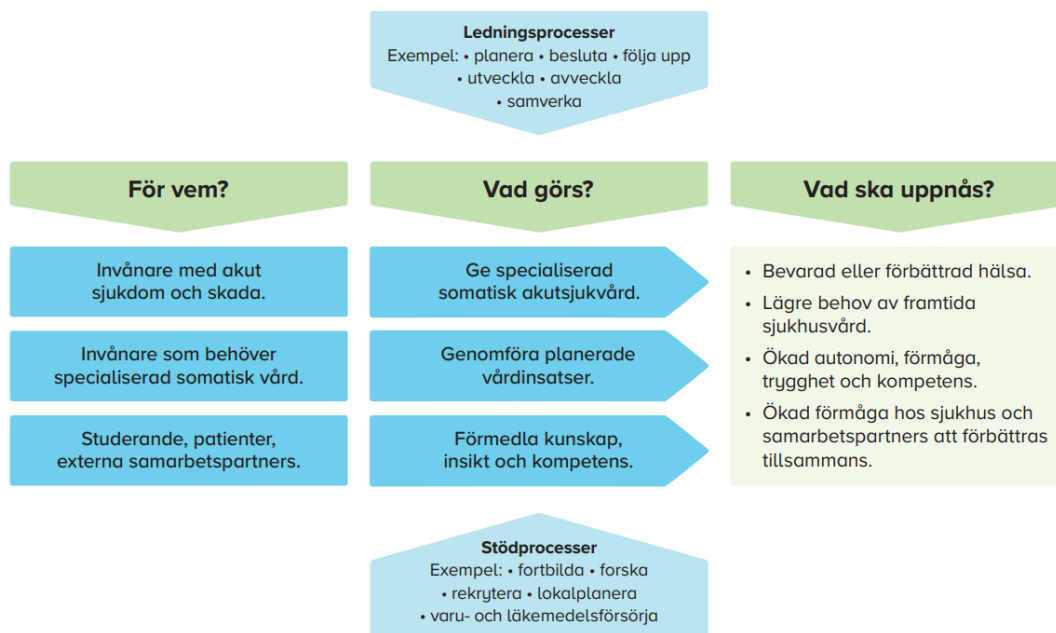 Ledningsprocesser
Exempel: • planera • besluta • följa upp
• utveckla • avveckla
• samverka
För vem?
Vad görs?
Vad ska uppnås?
Invånare med akut
sjukdom och skada.
Ge specialiserad
somatisk akutsjukvård.
Invånare som behöver
specialiserad somatisk vård.
Genomföra planerade
vårdinsatser.
Studerande, patienter,
externa samarbetspartners.
Förmedla kunskap,
insikt och kompetens.
• Bevarad eller förbättrad hälsa.
• Lägre behov av framtida
sjukhusvård.
• Ökad autonomi, förmåga,
trygghet och kompetens.
• Ökad förmåga hos sjukhus och
samarbetspartners att förbättras
tillsammans.
Stödprocesser
Exempel: • fortbilda • forska
• rekrytera • lokalplanera
• varu- och läkemedelsförsörja